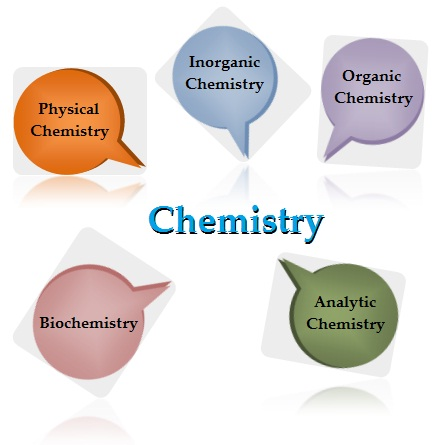 Inorganic
Chemistry
Organic
Chemistry
Physical
Chemistry
Chemistry
Biochemistry
Analytic
Chemistry